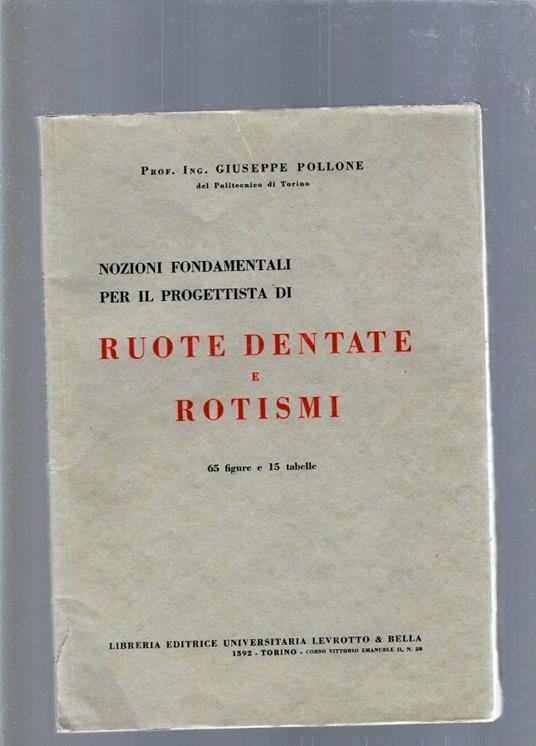 Prof. Ing. GIUSEPPE POLLONE
del Politecnico di Torino
NOZIONI FONDAMENTALI
PER IL PROGETTISTA DI
RUOTE DENTATE
E
ROTISMI
65 figure e 15 tabelle
LIBRERIA EDITRICE UNIVERSITARIA LEVROTTO & BELLA
1592 - TORINO - CORSO VITTORIO EMANUELE II, N. 28